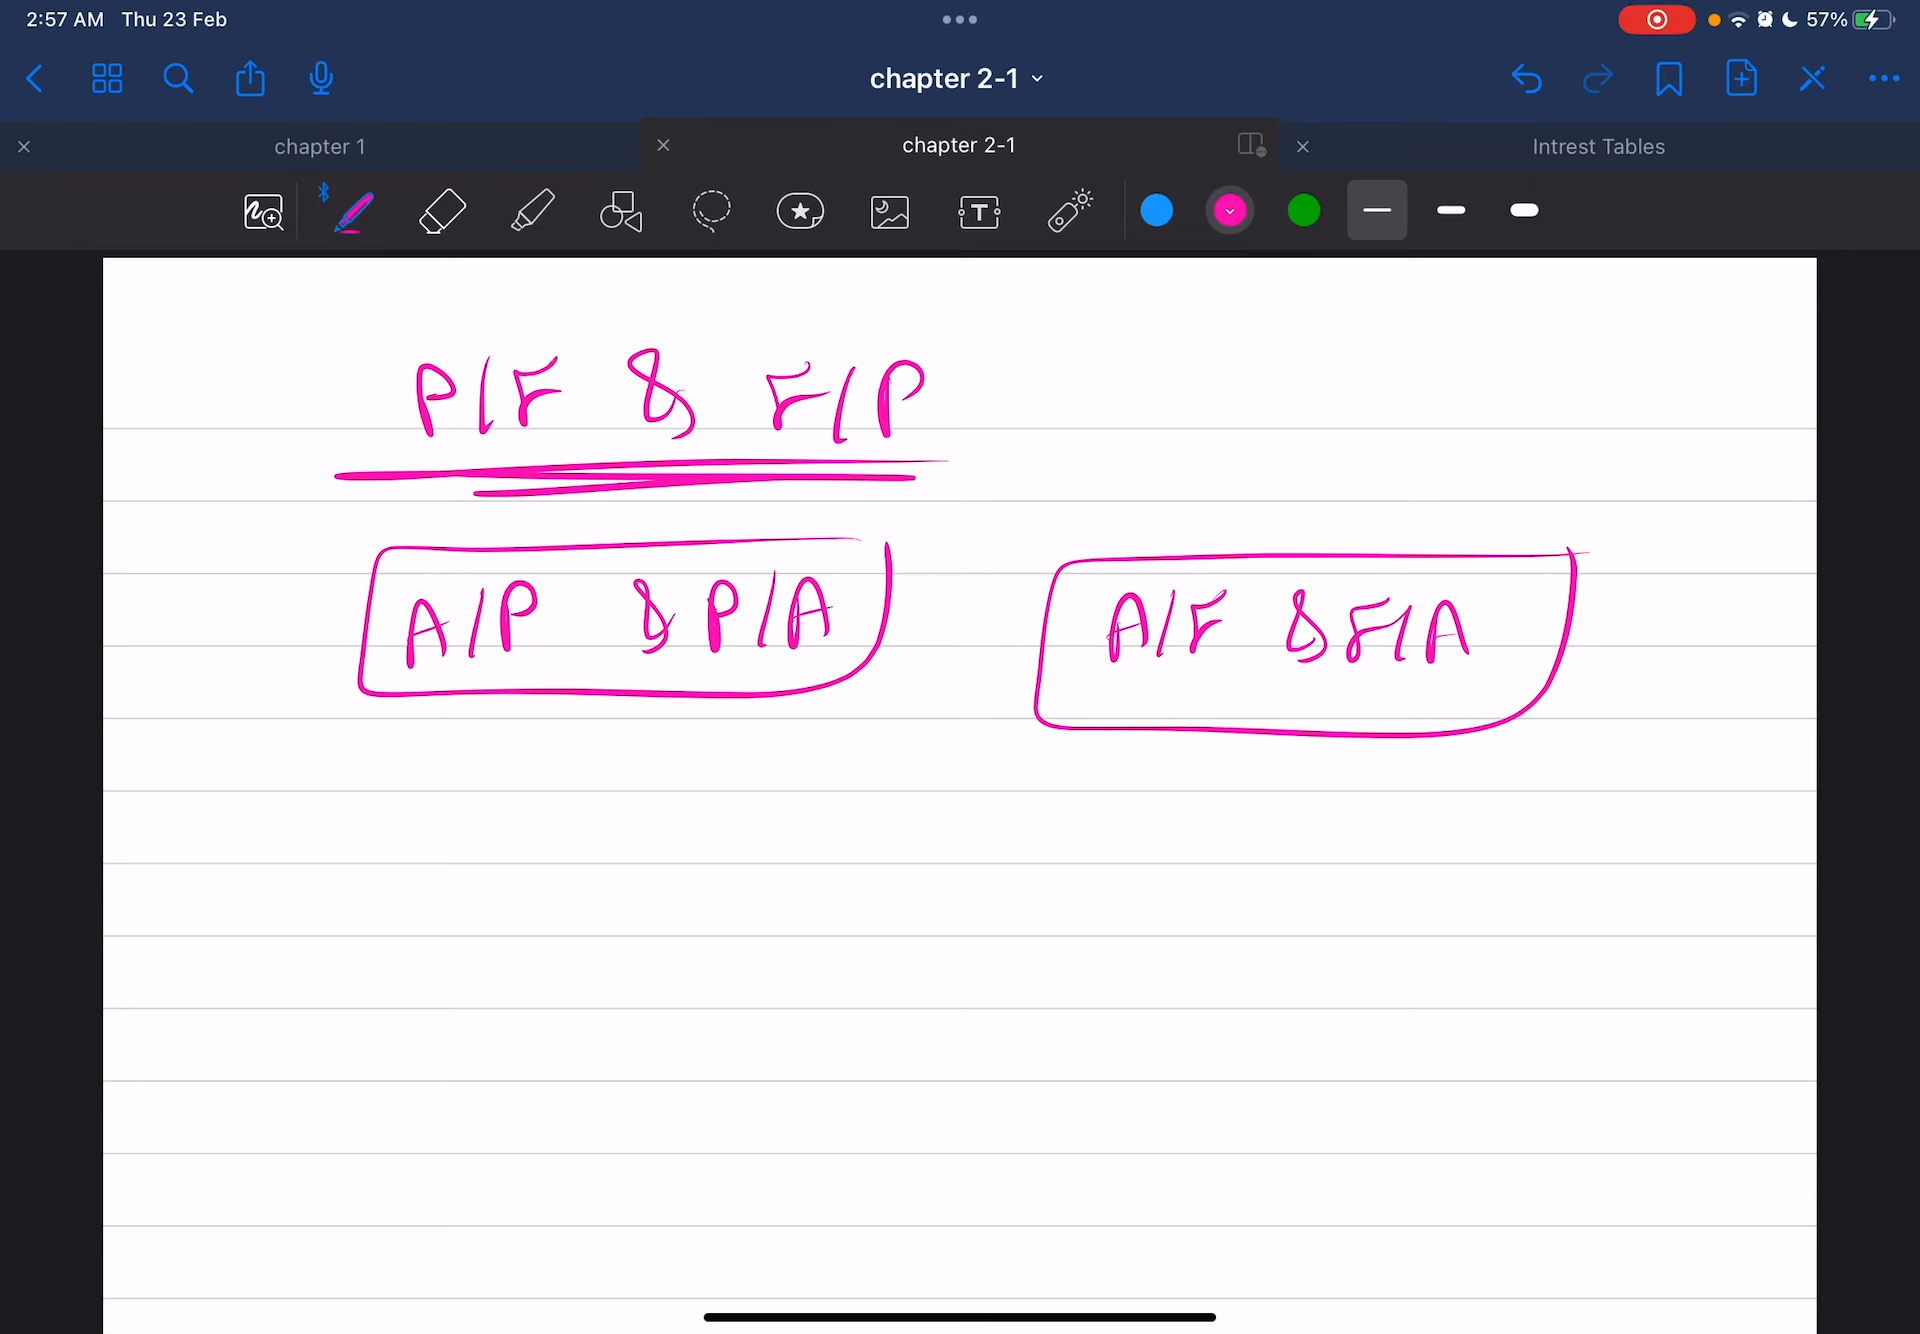 2:57 AM Thu 23 Feb 57%
chapter 2-1
chapter 1 chapter 2-1 Intrest Tables
T
P/F & F/P
A/P & P/A A/F & F/A